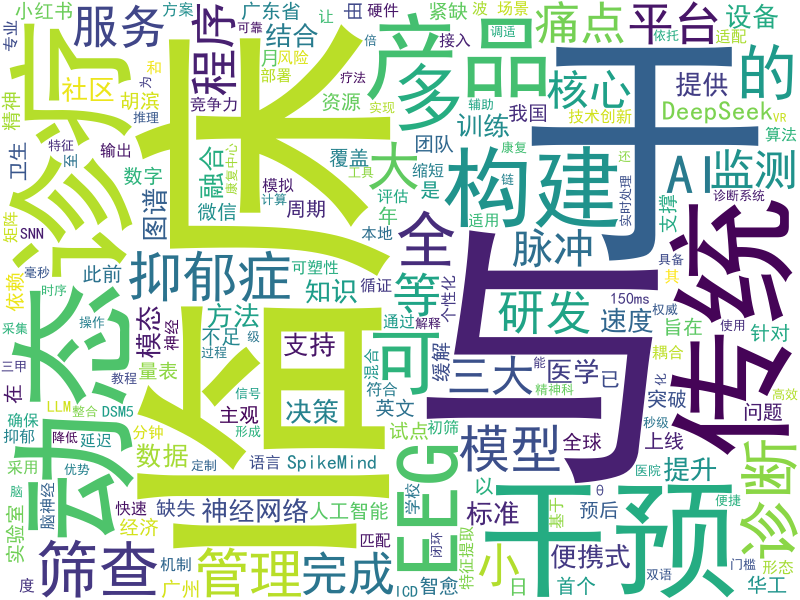 小红书
服务
程序
广东省
结合
月
风险
部署
由
硬件
方案
可靠
紧缺
接入
波
倍
场景
调适
痛点
平台
依托
适配
设备
专业
和
为
推理
特征
至
疗
诊
社区
胡滨
精神
卫生
输出
数字
矩阵
SNN
图谱
融合
微信
模拟
计算
康复中心
工具
竞争力
资源
疗法
实现
周期
覆盖
年
评估
团队
缩短
是
大
辅助
康复
训练
链
适用
我国
核心
技术创新
提供
DeepSeek
VR
算法
让
产
多
品
于
的
来
构建
AI
监测
还
实时处理
支撑
诊断系统
具备
其
权威
使用
耦合
抑郁症
全
脉冲
等
知识
循证
个性化
可塑性
本地
依赖
此前
毫秒
时序
采集
操作
模态
神经
级
过程
教程
三甲
在
动
态
一
个
与
传统
研发
速度
150ms
旨在
针对
方法
不足
通过
解释
缓解
三大
能
医学
已
化
突破
问题
精神科
量表
主观
支持
可
混合
符合
决策
英文
试点
初筛
模型
全球
秒级
上线
高效
确保
LLM
整合
DSM5
抑郁
降低
延迟
分钟
形成
信号
数据
语言
SpikeMind
EEG
标准
提升
医院
θ
诊断
采用
优势
定制
实验室
脑
脑神经
快速
经济
缺失
神经网络
人工智能
学校
闭环
匹配
特征提取
以
基于
预后
便捷
门槛
筛查
机制
广州
度
管理
完成
ICD
智愈
小
日
首个
便携式
双语
形态
华工
干预